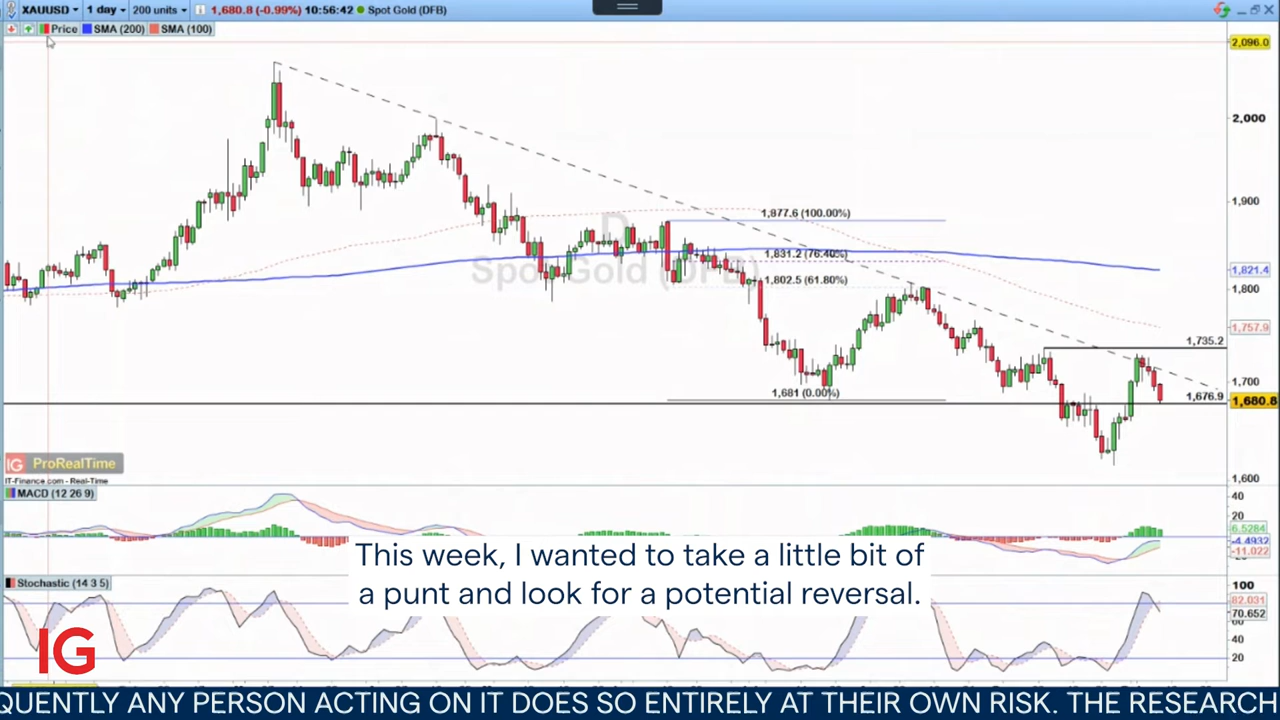 XAUUSD 1 day 200 units 1,680.8 (-0.99%) 10:56:42 Spot Gold (DFB)
Price SMA (200) SMA (100)
2,096.0
2,000
1,900
1,877.6 (100.00%)
D
1,831.2 (76.40%)
Spot Gold (DFB)
1,821.4
1,802.5 (61.80%)
1,800
1,757.9
1,735.2
1,700
1,681 (0.00%)
1,676.9
1,680.8
IG ProRealTime
IT-Finance.com - Real-Time
1,600
MACD (12 26 9)
40
20
6.5284
-4.4932
-11.022
This week, I wanted to take a little bit of
a punt and look for a potential reversal.
Stochastic (14 3 5)
100
82.031
70.652
60
40
20
IG
QUENTLY ANY PERSON ACTING ON IT DOES SO ENTIRELY AT THEIR OWN RISK. THE RESEARCH